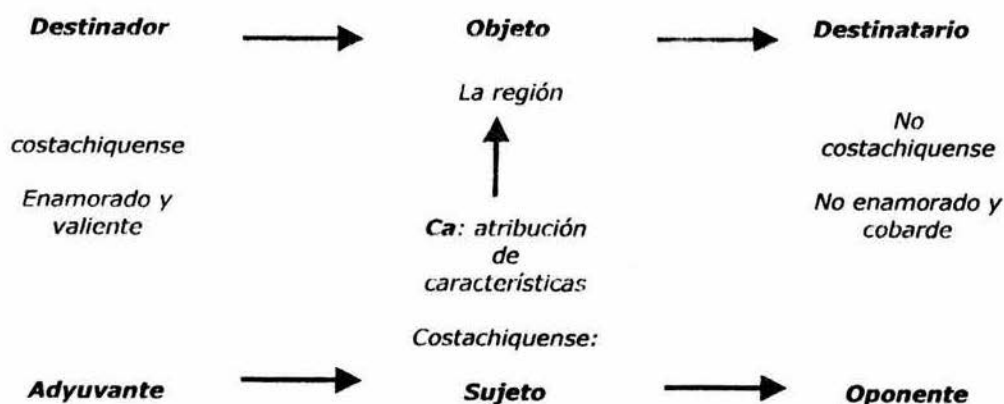 Destinador Objeto Destinatario
La región
costachiquense
No
costachiquense
Enamorado y
valiente
No enamorado y
cobarde
Ca: atribución
de
características
Costachiquense:
Adyuvante Sujeto Oponente